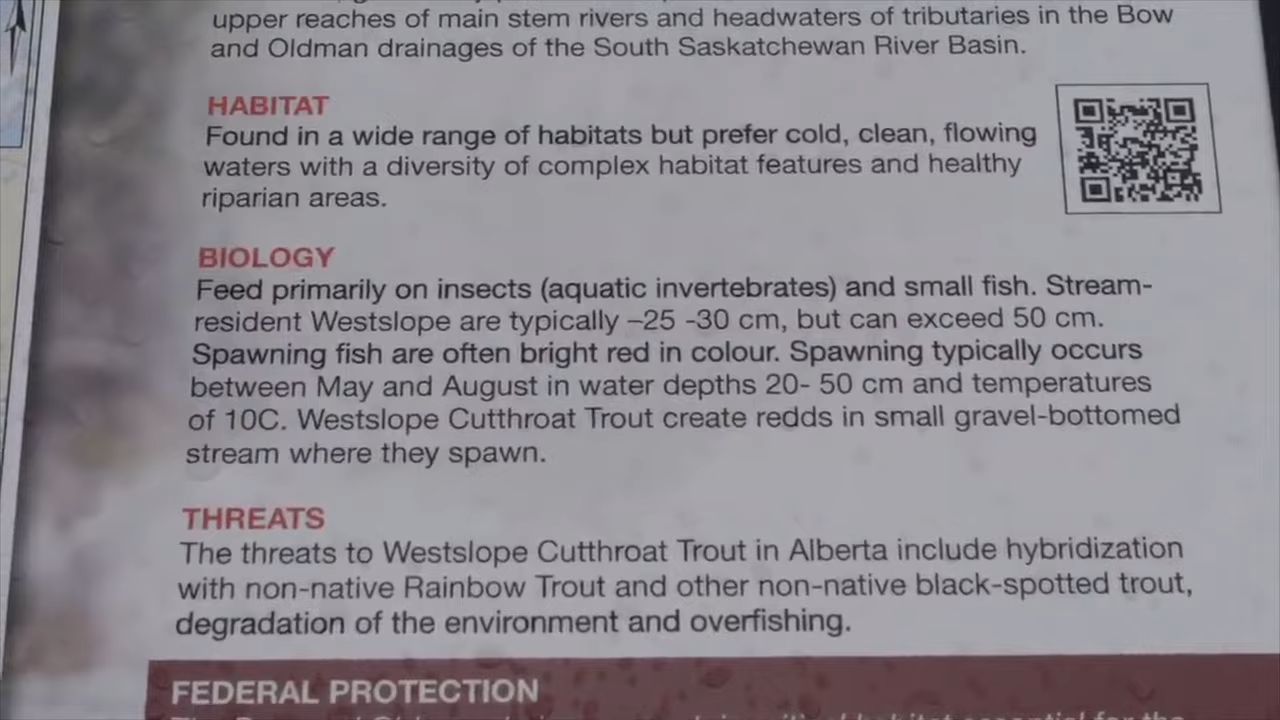 upper reaches of main stem rivers and headwaters of tributaries in the Bow
and Oldman drainages of the South Saskatchewan River Basin.
HABITAT
Found in a wide range of habitats but prefer cold, clean, flowing
waters with a diversity of complex habitat features and healthy
riparian areas.
BIOLOGY
Feed primarily on insects (aquatic invertebrates) and small fish. Stream-
resident Westslope are typically –25 -30 cm, but can exceed 50 cm.
Spawning fish are often bright red in colour. Spawning typically occurs
between May and August in water depths 20- 50 cm and temperatures
of 10C. Westslope Cutthroat Trout create redds in small gravel-bottomed
stream where they spawn.
THREATS
The threats to Westslope Cutthroat Trout in Alberta include hybridization
with non-native Rainbow Trout and other non-native black-spotted trout,
degradation of the environment and overfishing.
FEDERAL PROTECTION